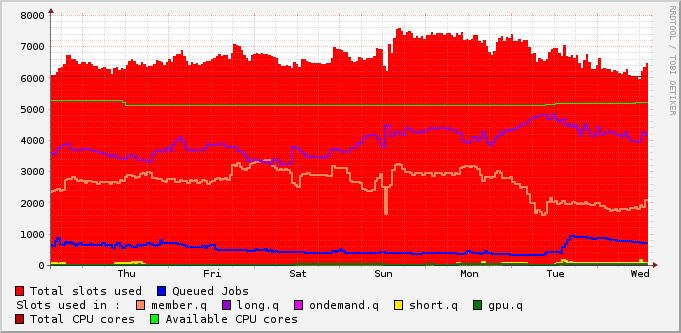 RRDTOOL / TOBI OETIKER
8000
7000
6000
5000
4000
3000
2000
1000
0
Thu Fri Sat Sun Mon Tue Wed
Total slots used Queued Jobs
Slots used in : member.q long.q ondemand.q short.q gpu.q
Total CPU cores Available CPU cores